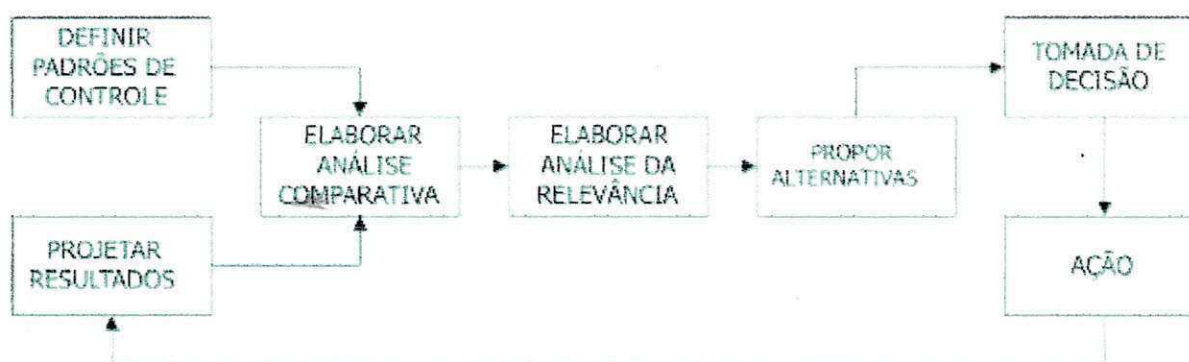 DEFINIR
PADRÕES DE
CONTROLE
ELABORAR
ANÁLISE
COMPARATIVA
ELABORAR
ANÁLISE DA
RELEVÂNCIA
PROPOR
ALTERNATIVAS
TOMADA DE
DECISÃO
PROJETAR
RESULTADOS
AÇÃO